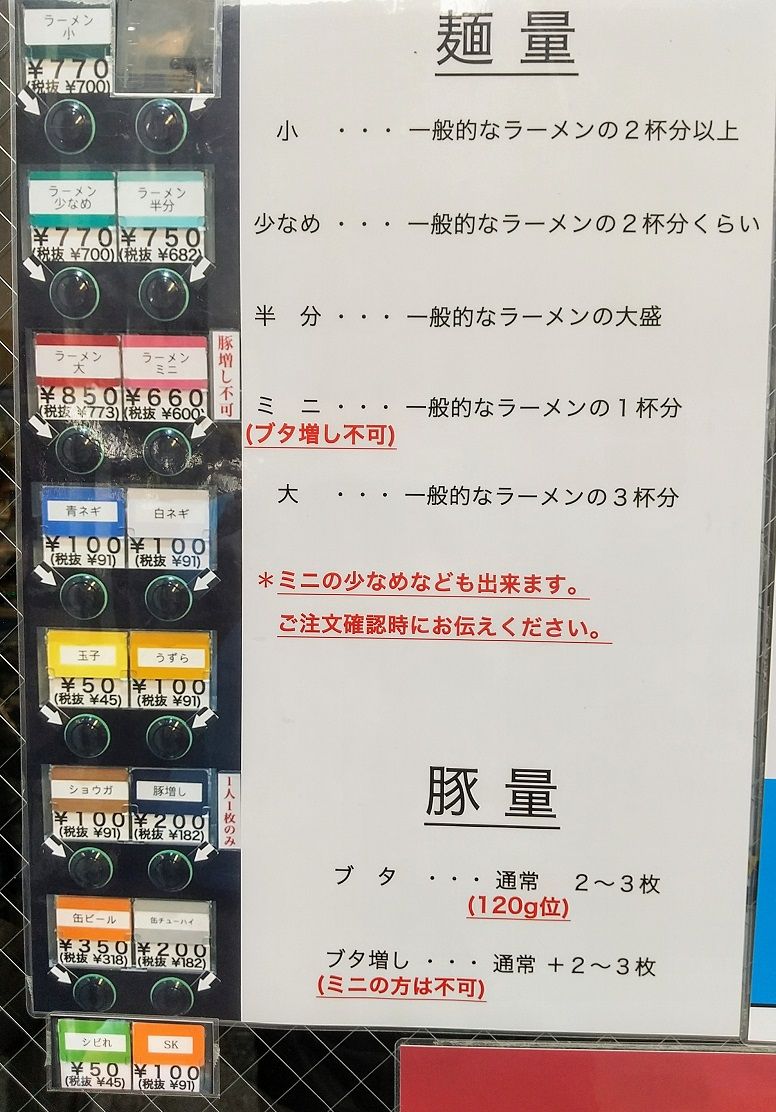 ラーメン
小
¥770
(税抜 ¥700)
ラーメン
少なめ
¥770
(税抜 ¥700)
ラーメン
半分
¥750
(税抜 ¥682)
ラーメン
大
¥850
(税抜 ¥773)
ラーメン
ミニ
¥660
(税抜 ¥600)
豚増し不可
青ネギ
¥100
(税抜 ¥91)
白ネギ
¥100
(税抜 ¥91)
玉子
¥50
(税抜 ¥45)
うずら
¥100
(税抜 ¥91)
ショウガ
¥100
(税抜 ¥91)
豚増し
¥200
(税抜 ¥182)
1人1枚のみ
缶ビール
¥350
(税抜 ¥318)
缶チューハイ
¥200
(税抜 ¥182)
シビれ
¥50
(税抜 ¥45)
SK
¥100
(税抜 ¥91)
麺 量
小 ・・・ 一般的なラーメンの2杯分以上
少なめ ・・・ 一般的なラーメンの2杯分くらい
半 分 ・・・ 一般的なラーメンの大盛
ミ ニ ・・・ 一般的なラーメンの1杯分
(ブタ増し不可)
大 ・・・ 一般的なラーメンの3杯分
＊ミニの少なめなども出来ます。
ご注文確認時にお伝えください。
豚 量
ブ タ ・・・ 通常 2〜3枚
(120g位)
ブタ増し ・・・ 通常 ＋2〜3枚
(ミニの方は不可)